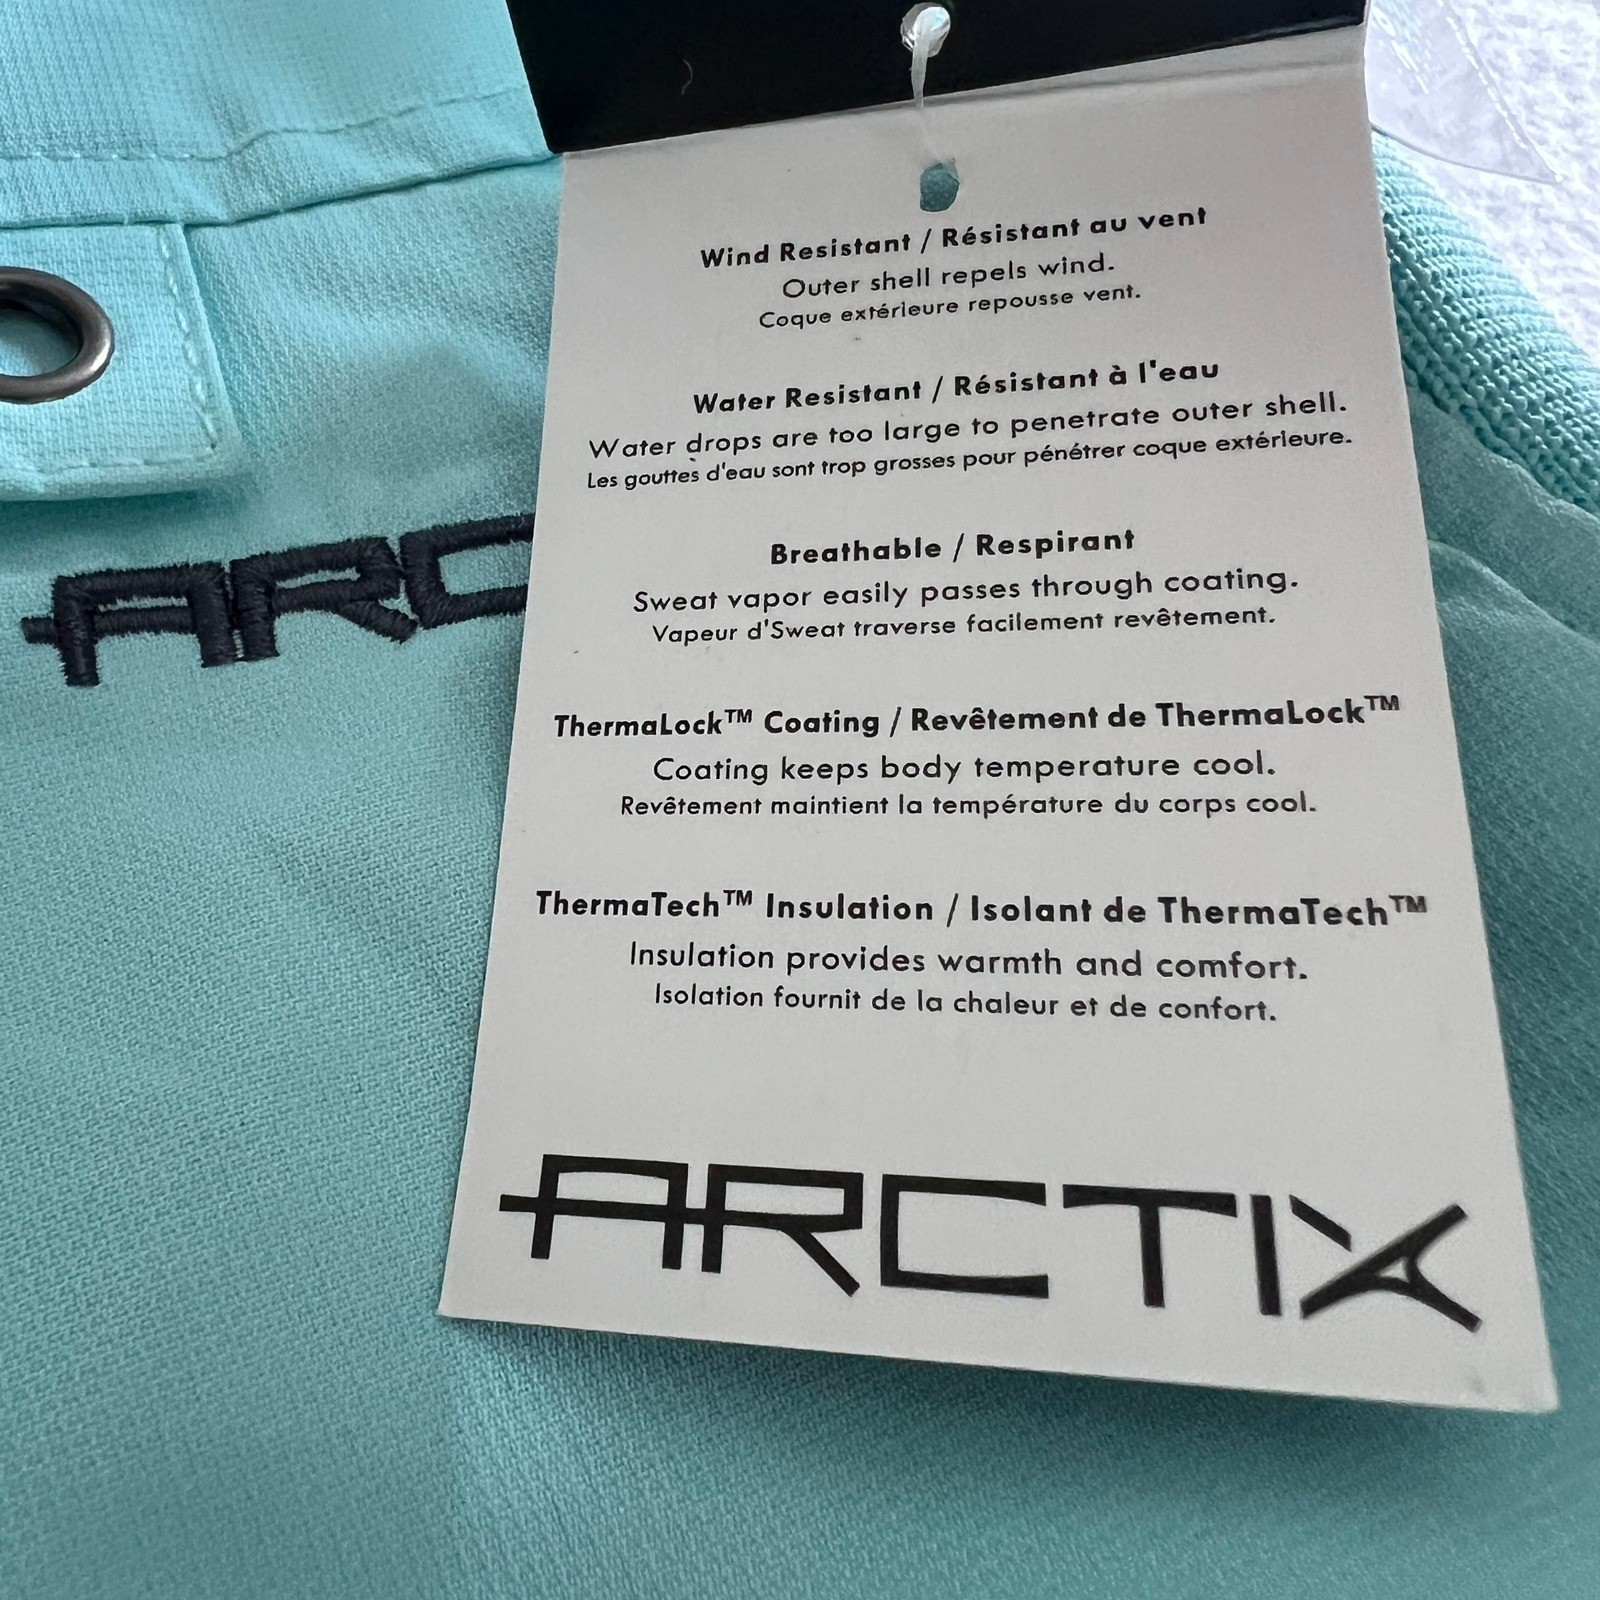 Wind Resistant / Résistant au vent
Outer shell repels wind.
Coque extérieure repousse vent.
Water Resistant / Résistant à l'eau
Water drops are too large to penetrate outer shell.
Les gouttes d'eau sont trop grosses pour pénétrer coque extérieure.
Breathable / Respirant
Sweat vapor easily passes through coating.
Vapeur d'Sweat traverse facilement revêtement.
ThermaLock™ Coating / Revêtement de ThermaLock™
Coating keeps body temperature cool.
Revêtement maintient la température du corps cool.
ThermaTech™ Insulation / Isolant de ThermaTech™
Insulation provides warmth and comfort.
Isolation fournit de la chaleur et de confort.
ARCTIX
ARC